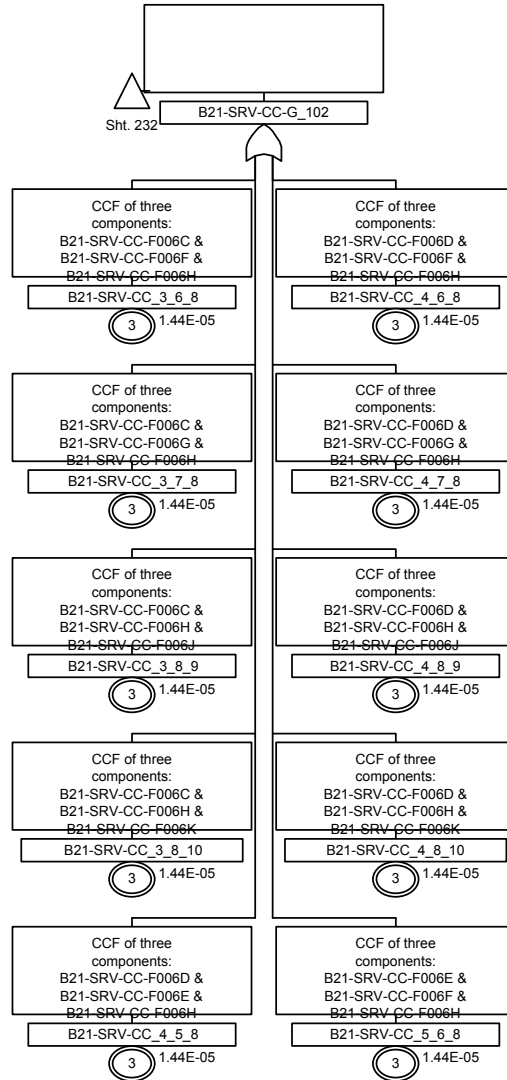 Sht. 232
B21-SRV-CC-G_102
CCF of three
components:
B21-SRV-CC-F006C &
B21-SRV-CC-F006F &
B21-SRV-CC-F006H
B21-SRV-CC_3_6_8
3
1.44E-05
CCF of three
components:
B21-SRV-CC-F006D &
B21-SRV-CC-F006F &
B21-SRV-CC-F006H
B21-SRV-CC_4_6_8
3
1.44E-05
CCF of three
components:
B21-SRV-CC-F006C &
B21-SRV-CC-F006G &
B21-SRV-CC-F006H
B21-SRV-CC_3_7_8
3
1.44E-05
CCF of three
components:
B21-SRV-CC-F006D &
B21-SRV-CC-F006G &
B21-SRV-CC-F006H
B21-SRV-CC_4_7_8
3
1.44E-05
CCF of three
components:
B21-SRV-CC-F006C &
B21-SRV-CC-F006H &
B21-SRV-CC-F006J
B21-SRV-CC_3_8_9
3
1.44E-05
CCF of three
components:
B21-SRV-CC-F006D &
B21-SRV-CC-F006H &
B21-SRV-CC-F006J
B21-SRV-CC_4_8_9
3
1.44E-05
CCF of three
components:
B21-SRV-CC-F006C &
B21-SRV-CC-F006H &
B21-SRV-CC-F006K
B21-SRV-CC_3_8_10
3
1.44E-05
CCF of three
components:
B21-SRV-CC-F006D &
B21-SRV-CC-F006H &
B21-SRV-CC-F006K
B21-SRV-CC_4_8_10
3
1.44E-05
CCF of three
components:
B21-SRV-CC-F006D &
B21-SRV-CC-F006E &
B21-SRV-CC-F006H
B21-SRV-CC_4_5_8
3
1.44E-05
CCF of three
components:
B21-SRV-CC-F006E &
B21-SRV-CC-F006F &
B21-SRV-CC-F006H
B21-SRV-CC_5_6_8
3
1.44E-05